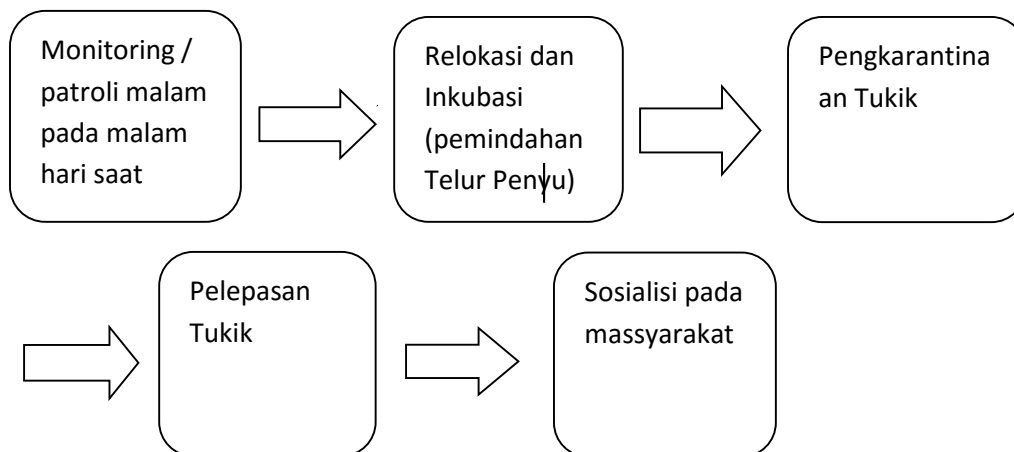 Monitoring /
patroli malam
pada malam
hari saat
Relokasi dan
Inkubasi
(pemindahan
Telur Penyu)
Pengkarantina
an Tukik
Pelepasan
Tukik
Sosialisi pada
massyarakat